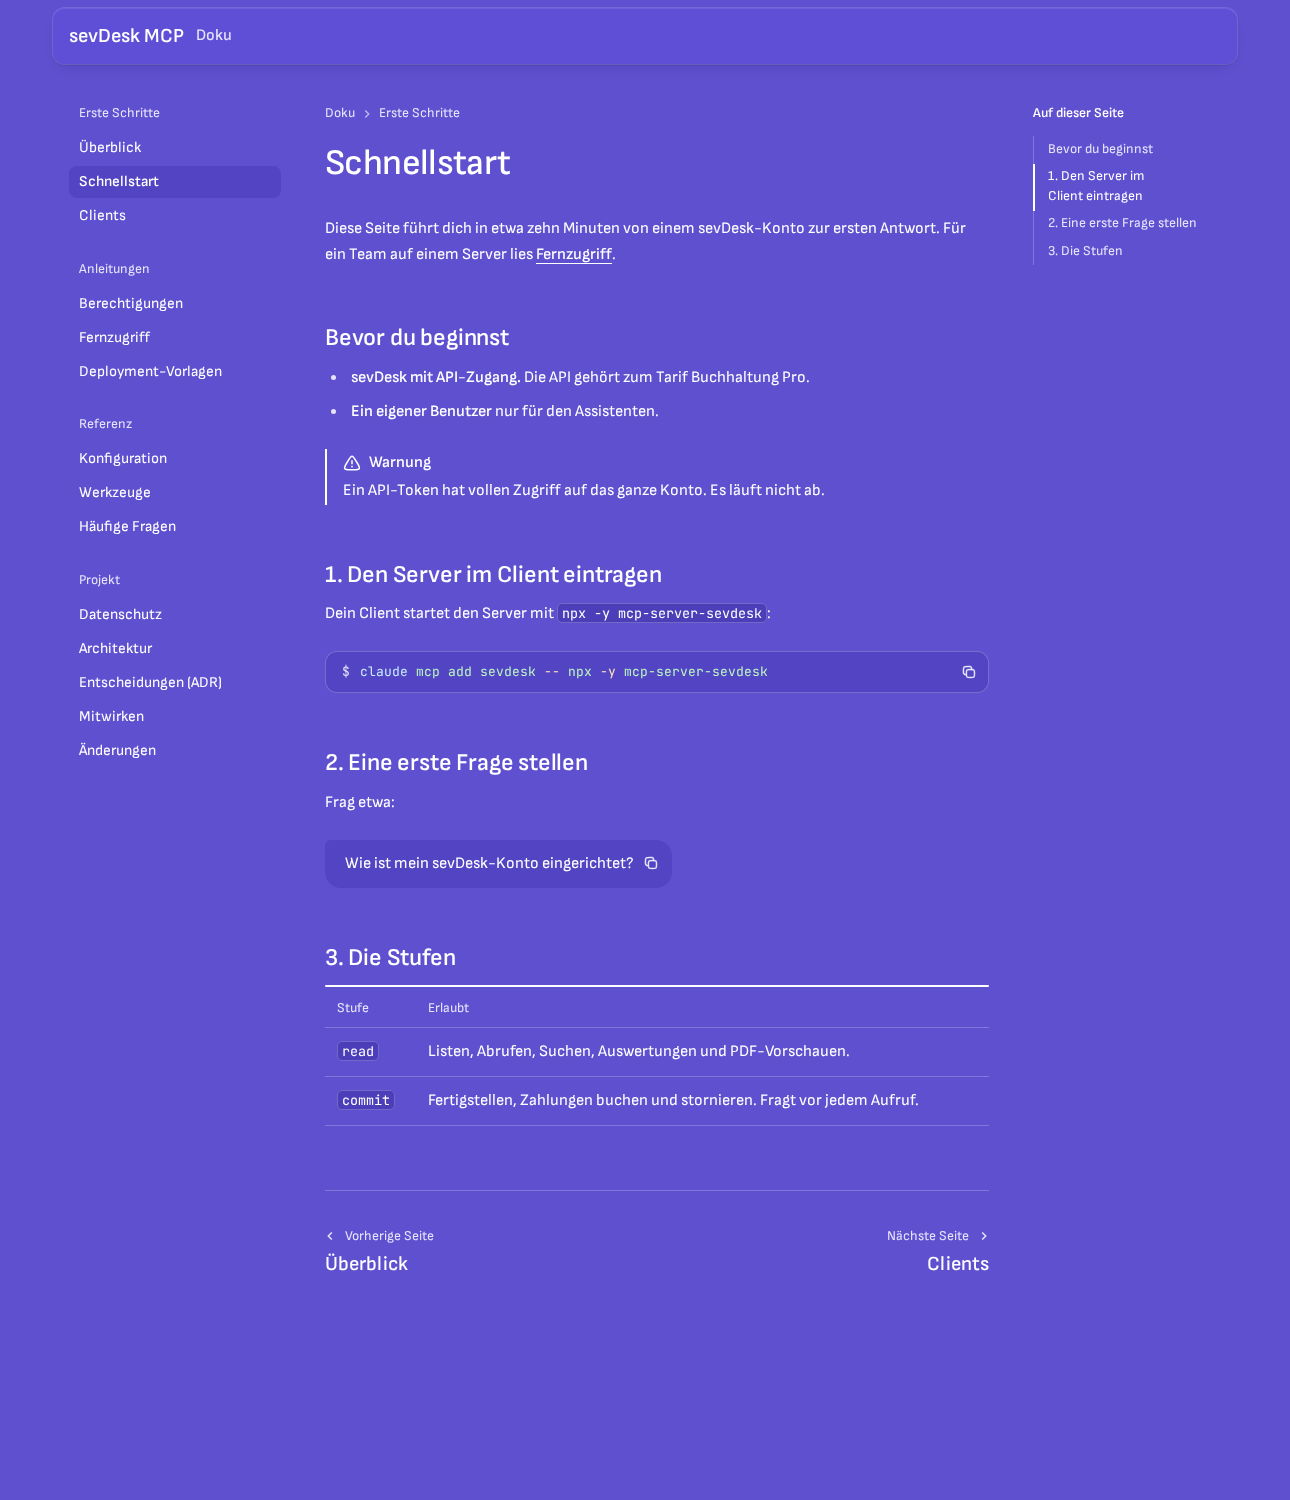 sevDesk MCP Doku
Erste Schritte
Überblick
Schnellstart
Clients
Anleitungen
Berechtigungen
Fernzugriff
Deployment-Vorlagen
Referenz
Konfiguration
Werkzeuge
Häufige Fragen
Projekt
Datenschutz
Architektur
Entscheidungen (ADR)
Mitwirken
Änderungen
Doku > Erste Schritte
Schnellstart
Diese Seite führt dich in etwa zehn Minuten von einem sevDesk-Konto zur ersten Antwort. Für
ein Team auf einem Server lies Fernzugriff.
Bevor du beginnst
• sevDesk mit API-Zugang. Die API gehört zum Tarif Buchhaltung Pro.
• Ein eigener Benutzer nur für den Assistenten.
Warnung
Ein API-Token hat vollen Zugriff auf das ganze Konto. Es läuft nicht ab.
1. Den Server im Client eintragen
Dein Client startet den Server mit npx -y mcp-server-sevdesk:
$ claude mcp add sevdesk -- npx -y mcp-server-sevdesk
2. Eine erste Frage stellen
Frag etwa:
Wie ist mein sevDesk-Konto eingerichtet?
3. Die Stufen
Stufe Erlaubt
read Listen, Abrufen, Suchen, Auswertungen und PDF-Vorschauen.
commit Fertigstellen, Zahlungen buchen und stornieren. Fragt vor jedem Aufruf.
Vorherige Seite
Überblick
Nächste Seite
Clients
Auf dieser Seite
Bevor du beginnst
1. Den Server im
Client eintragen
2. Eine erste Frage stellen
3. Die Stufen